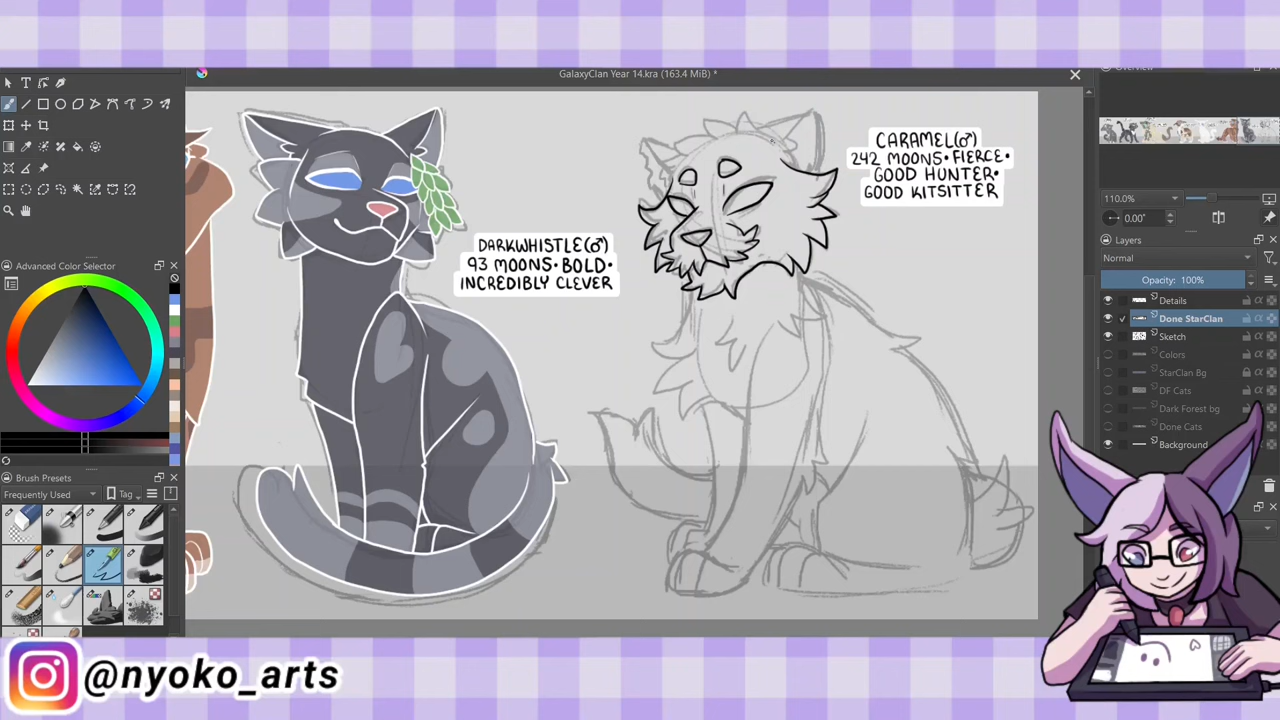 GalaxyClan Year 14.kra (163.4 MiB) *
DARKWHISTLE(♂)
93 MOONS•BOLD•
INCREDIBLY CLEVER
CARAMEL(♂)
242 MOONS•FIERCE•
GOOD HUNTER•
GOOD KITSITTER
Advanced Color Selector
Brush Presets
Frequently Used
Tag
110.0%
0.00°
Layers
Normal
Opacity: 100%
Details
Done StarClan
Sketch
Colors
StarClan Bg
DF Cats
Dark Forest bg
Done Cats
Background
@nyoko_arts